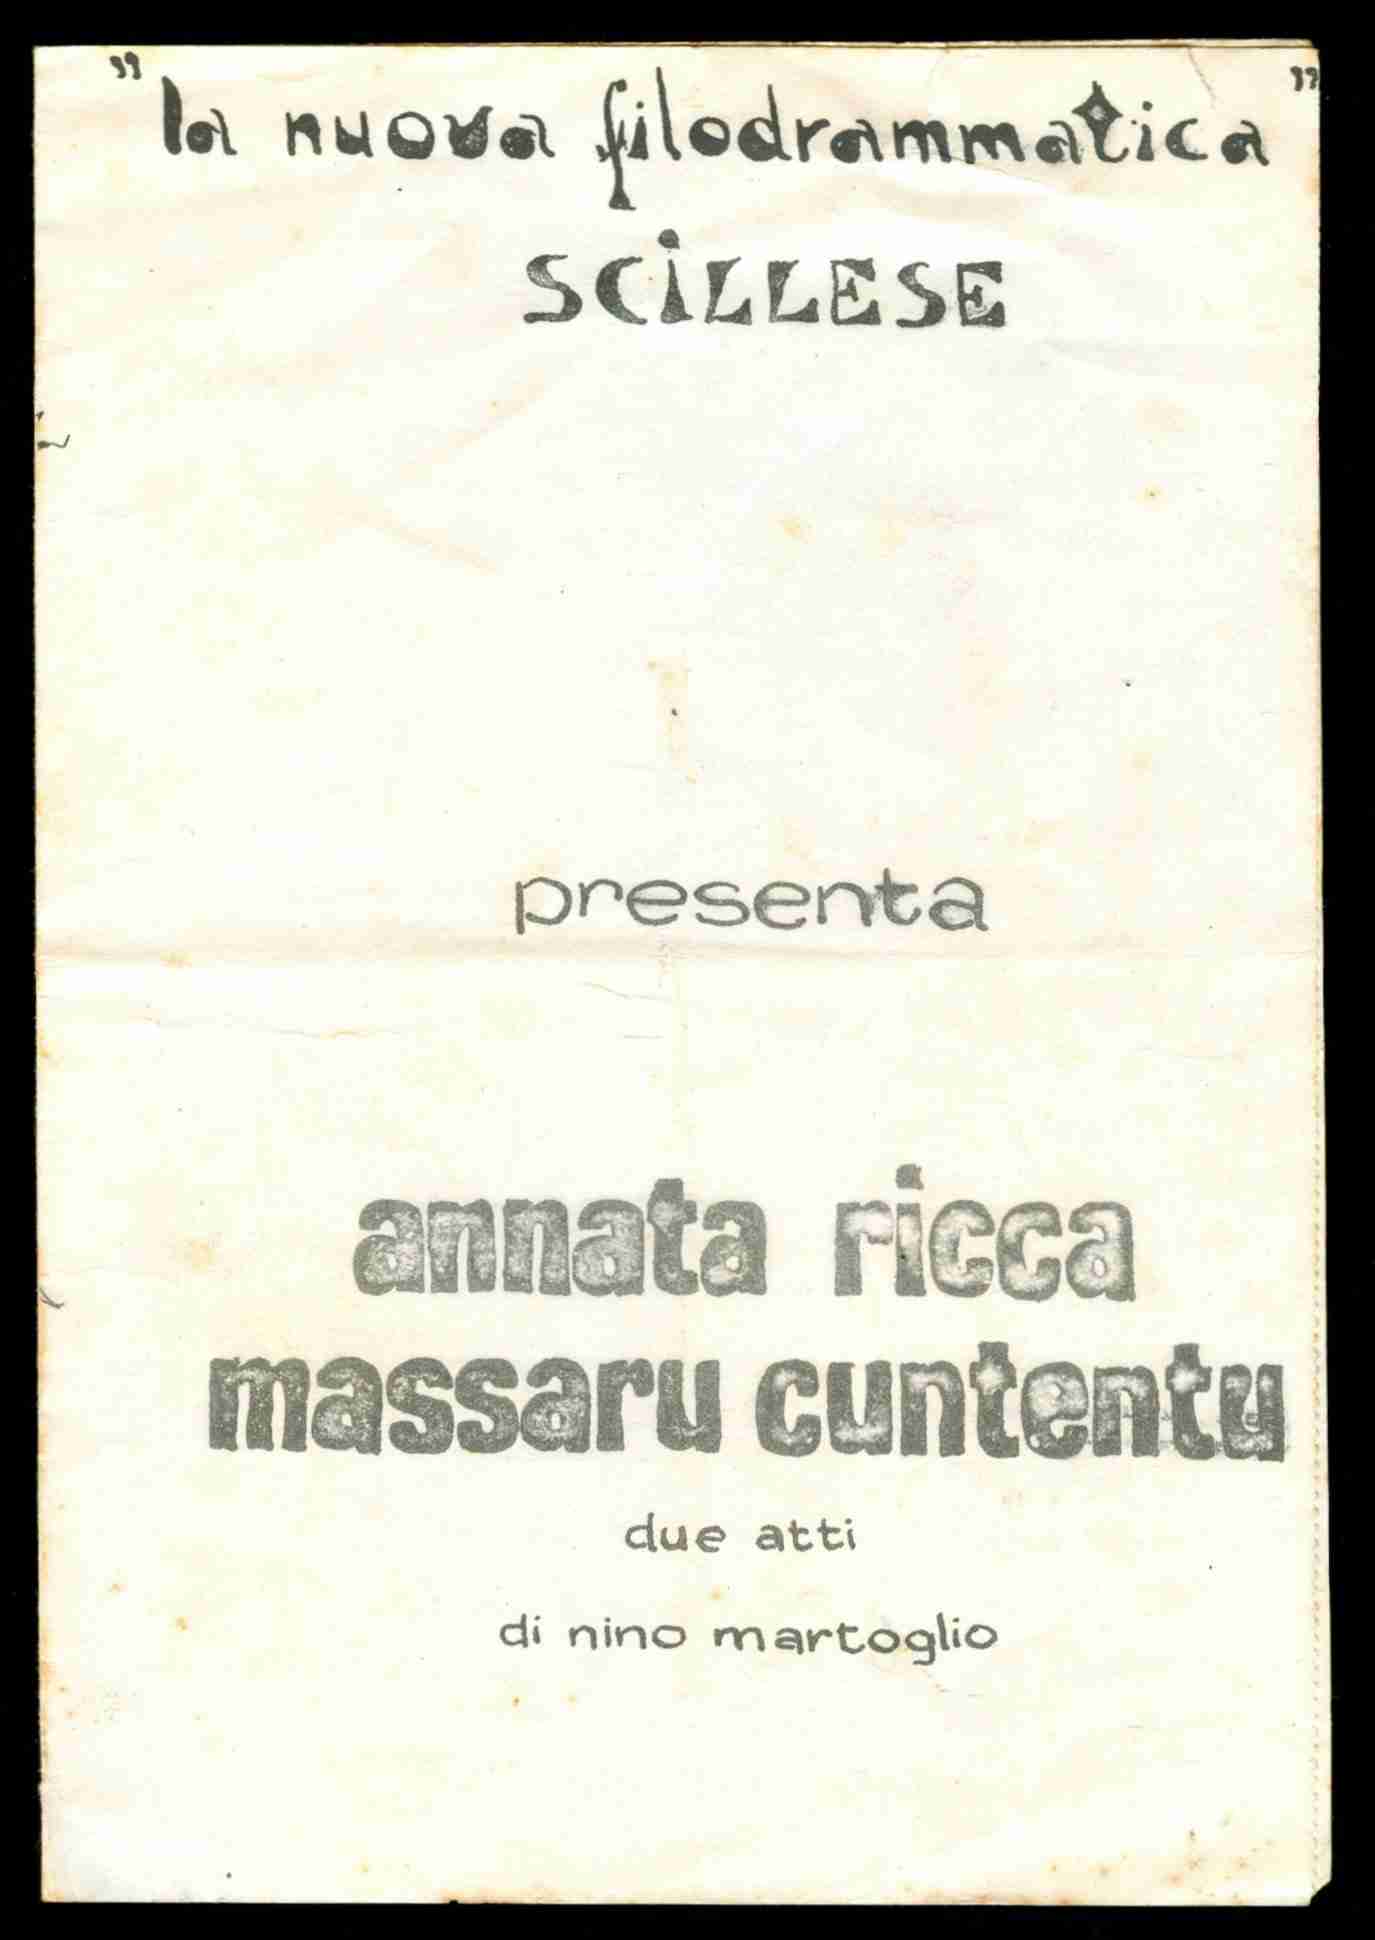 "la nuova filodrammatica"
SCiLLESE
presenta
annata ricca
massaru cuntentu
due atti
di nino martoglio